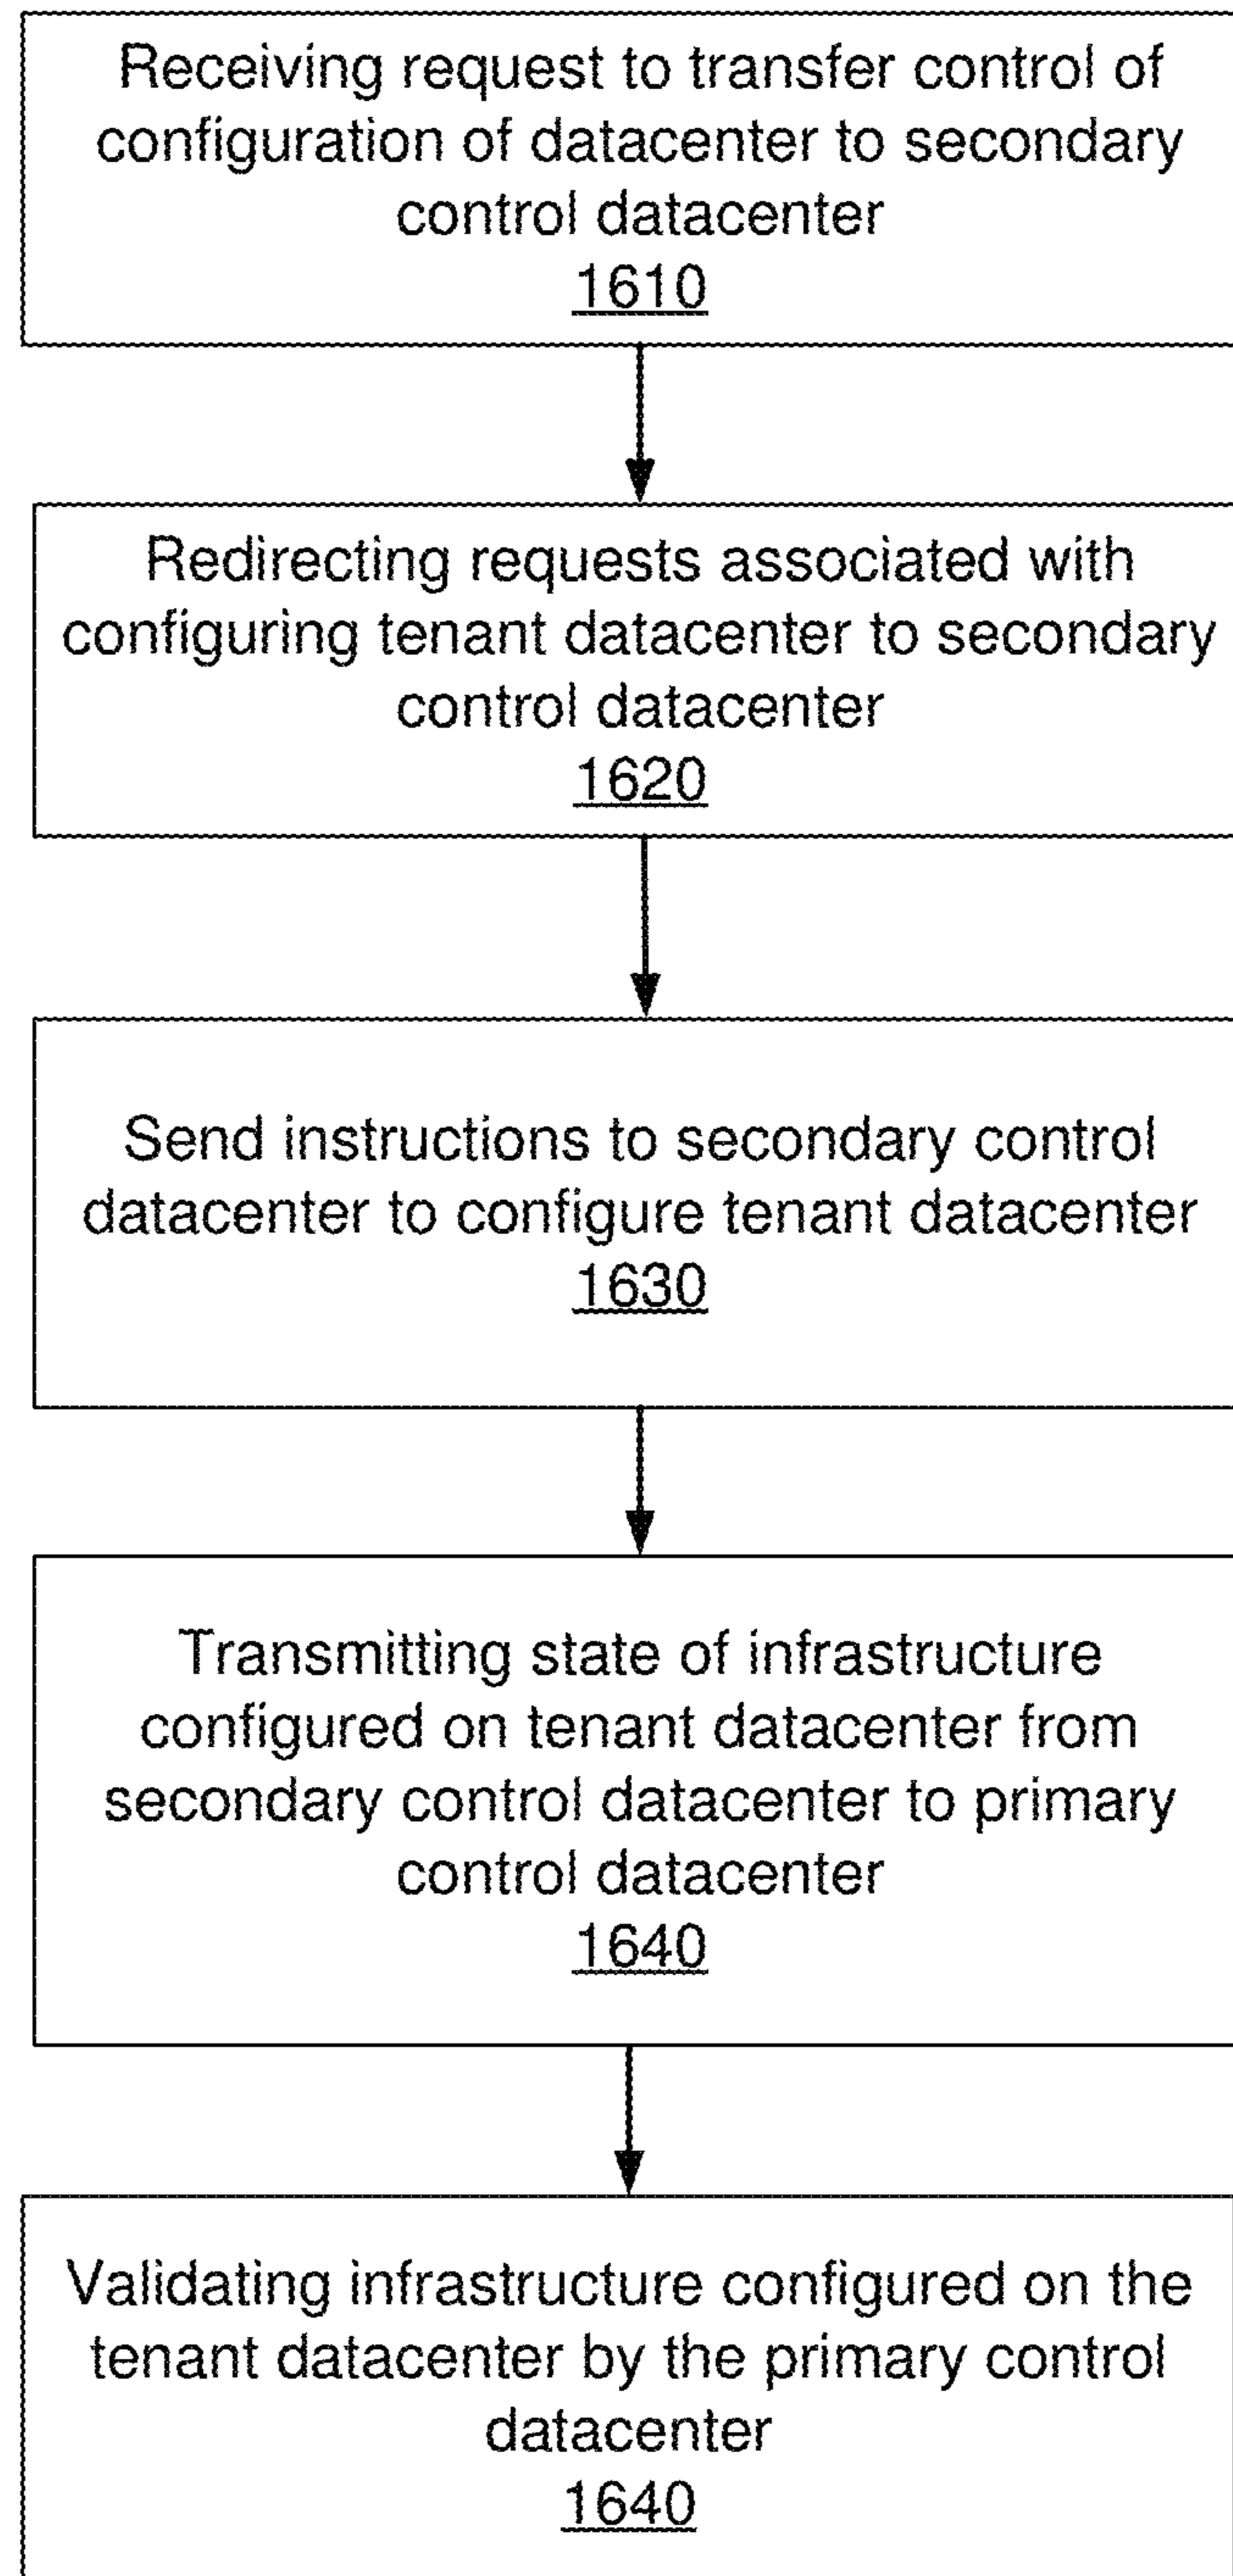 Receiving request to transfer control of
configuration of datacenter to secondary
control datacenter
1610
Redirecting requests associated with
configuring tenant datacenter to secondary
control datacenter
1620
Send instructions to secondary control
datacenter to configure tenant datacenter
1630
Transmitting state of infrastructure
configured on tenant datacenter from
secondary control datacenter to primary
control datacenter
1640
Validating infrastructure configured on the
tenant datacenter by the primary control
datacenter
1640